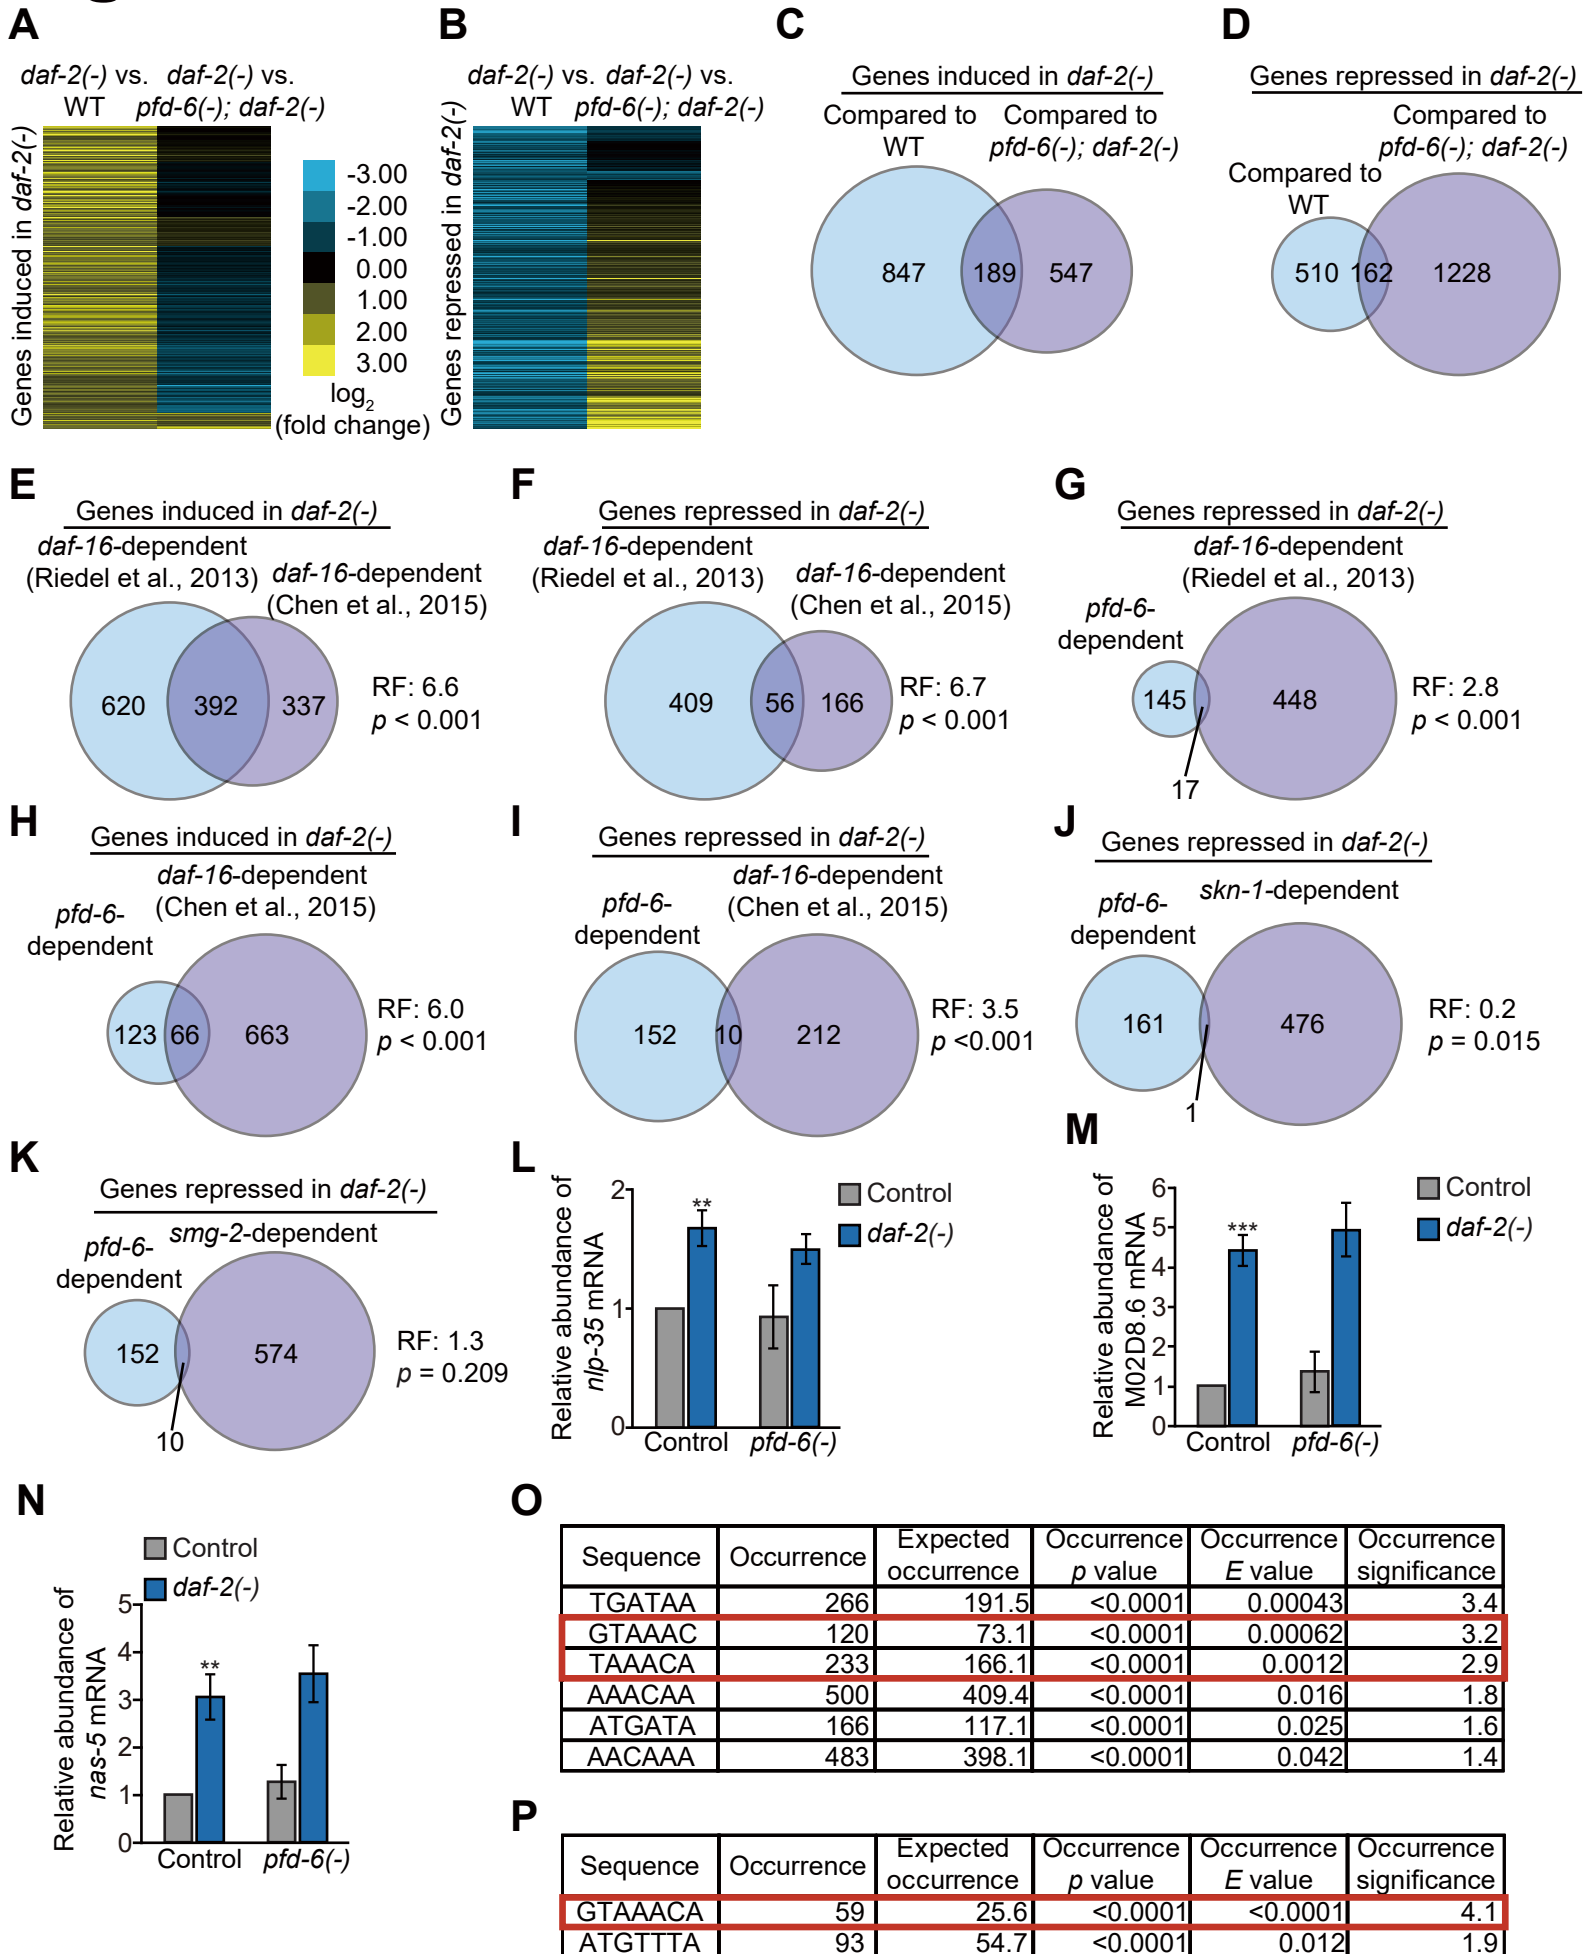 A
daf-2(-) vs. daf-2(-) vs.
WT pfd-6(-); daf-2(-)
Genes induced in daf-2(-)
-3.00
-2.00
-1.00
0.00
1.00
2.00
3.00
log2
(fold change)
B
daf-2(-) vs. daf-2(-) vs.
WT pfd-6(-); daf-2(-)
Genes repressed in daf-2(-)
C
Genes induced in daf-2(-)
Compared to Compared to
WT pfd-6(-); daf-2(-)
847 189 547
D
Genes repressed in daf-2(-)
Compared to
pfd-6(-); daf-2(-)
Compared to
WT
510 162 1228
E
Genes induced in daf-2(-)
daf-16-dependent
(Riedel et al., 2013)
daf-16-dependent
(Chen et al., 2015)
620 392 337
RF: 6.6
p < 0.001
F
Genes repressed in daf-2(-)
daf-16-dependent
(Riedel et al., 2013)
daf-16-dependent
(Chen et al., 2015)
409 56 166
RF: 6.7
p < 0.001
G
Genes repressed in daf-2(-)
daf-16-dependent
(Riedel et al., 2013)
pfd-6-
dependent
145 448
17
RF: 2.8
p < 0.001
H
Genes induced in daf-2(-)
daf-16-dependent
(Chen et al., 2015)
pfd-6-
dependent
123 66 663
RF: 6.0
p < 0.001
I
Genes repressed in daf-2(-)
daf-16-dependent
(Chen et al., 2015)
pfd-6-
dependent
152 10 212
RF: 3.5
p <0.001
J
Genes repressed in daf-2(-)
skn-1-dependent
pfd-6-
dependent
161 476
1
RF: 0.2
p = 0.015
K
Genes repressed in daf-2(-)
smg-2-dependent
pfd-6-
dependent
152 574
10
RF: 1.3
p = 0.209
L
Relative abundance of
nlp-35 mRNA
2
1
0
**
Control
daf-2(-)
Control pfd-6(-)
M
Relative abundance of
M02D8.6 mRNA
6
5
4
3
2
1
0
***
Control
daf-2(-)
Control pfd-6(-)
N
Control
daf-2(-)
Relative abundance of
nas-5 mRNA
5
4
3
2
1
0
**
Control pfd-6(-)
O
Sequence Occurrence Expected occurrence Occurrence p value Occurrence E value Occurrence significance
TGATAA 266 191.5 <0.0001 0.00043 3.4
GTAAAC 120 73.1 <0.0001 0.00062 3.2
TAAACA 233 166.1 <0.0001 0.0012 2.9
AAACAA 500 409.4 <0.0001 0.016 1.8
ATGATA 166 117.1 <0.0001 0.025 1.6
AACAAA 483 398.1 <0.0001 0.042 1.4
P
Sequence Occurrence Expected occurrence Occurrence p value Occurrence E value Occurrence significance
GTAAACA 59 25.6 <0.0001 <0.0001 4.1
ATGTTTA 93 54.7 <0.0001 0.012 1.9